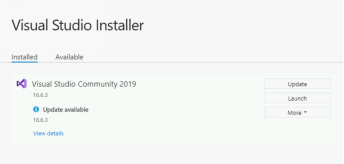 Visual Studio Installer
Installed Available
Visual Studio Community 2019
16.6.3
Update available
16.6.3
View details
Update
Launch
More